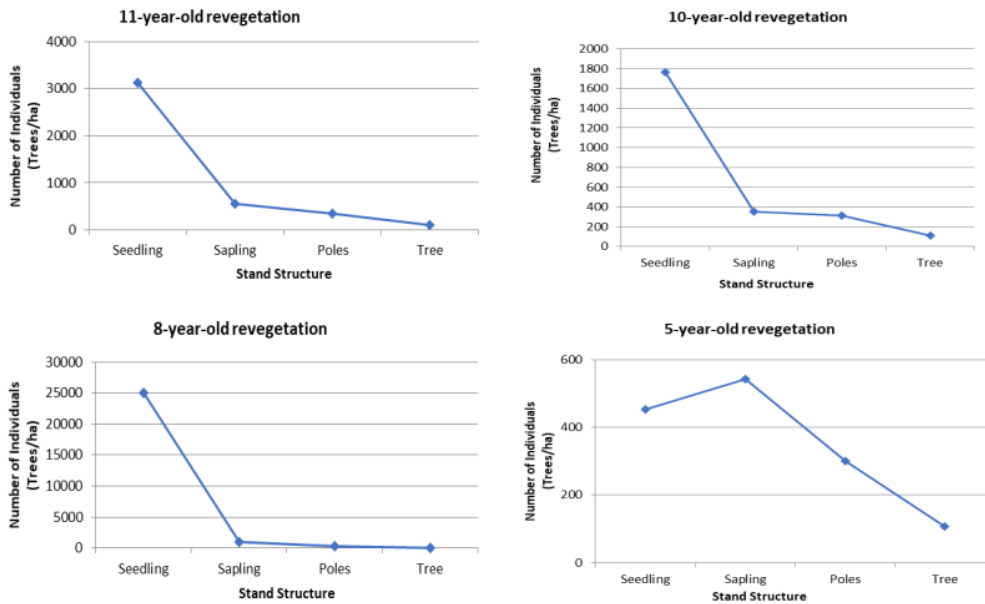 11-year-old revegetation
Number of Individuals
(Trees/ha)
4000
3000
2000
1000
0
Seedling Sapling Poles Tree
Stand Structure
10-year-old revegetation
Number of Individuals
(Trees/ha)
2000
1800
1600
1400
1200
1000
800
600
400
200
0
Seedling Sapling Poles Tree
Stand Structure
8-year-old revegetation
Number of Individuals
(Trees/ha)
30000
25000
20000
15000
10000
5000
0
Seedling Sapling Poles Tree
Stand Structure
5-year-old revegetation
Number of Individuals
(Trees/ha)
600
400
200
0
Seedling Sapling Poles Tree
Stand Structure